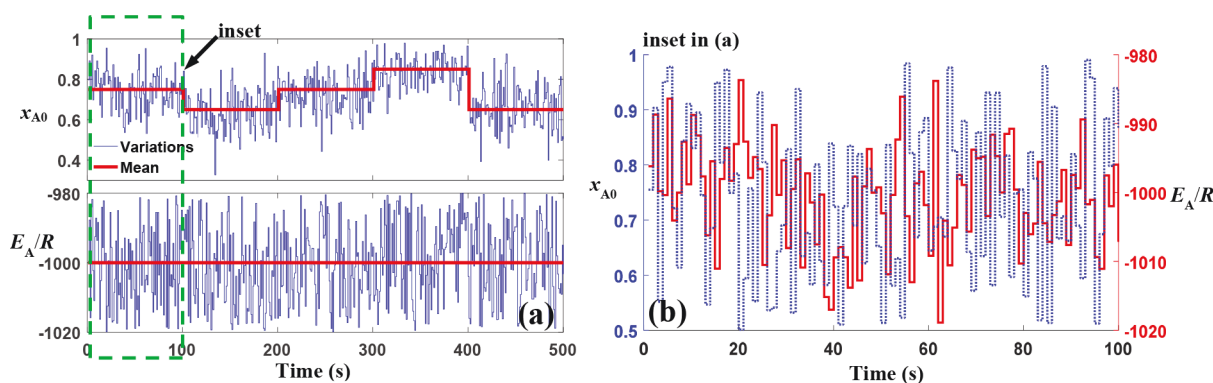 inset
1
0.8
x_A0
0.6
Variations
Mean
0.4
-980
E_A/R
-1000
(a)
-1020
0 100 200 300 400 500
Time (s)
inset in (a)
1
0.9
0.8
x_A0
0.7
0.6
0.5
(b)
-980
-990
-1000
E_A/R
-1010
-1020
0 20 40 60 80 100
Time (s)